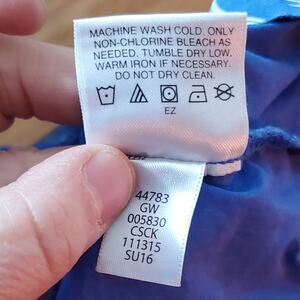 MACHINE WASH COLD. ONLY
NON-CHLORINE BLEACH AS
NEEDED. TUMBLE DRY LOW.
WARM IRON IF NECESSARY.
DO NOT DRY CLEAN.
EZ
44783
GW
005830
CSCK
111315
SU16